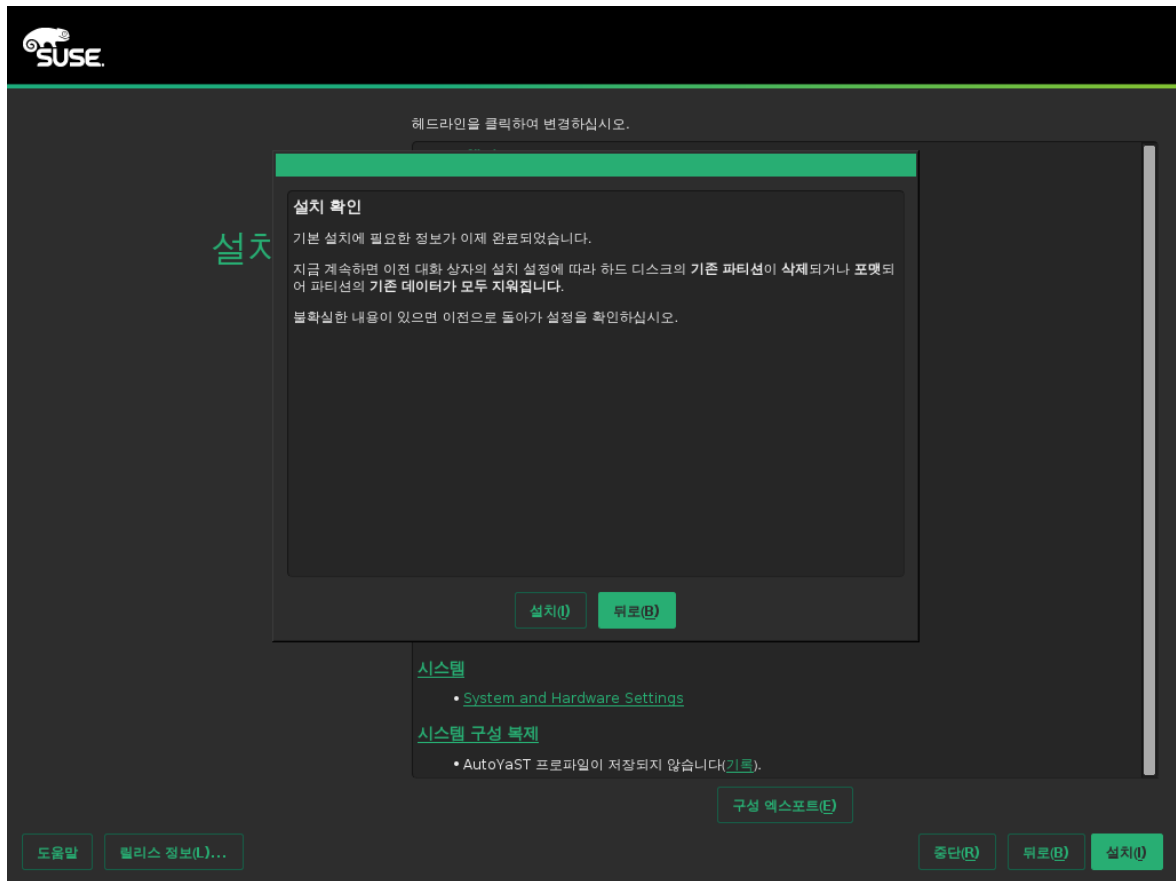 SUSE.
헤드라인을 클릭하여 변경하십시오.
설치 확인
기본 설치에 필요한 정보가 이제 완료되었습니다.
지금 계속하면 이전 대화 상자의 설치 설정에 따라 하드 디스크의 기존 파티션이 삭제되거나 포맷되
어 파티션의 기존 데이터가 모두 지워집니다.
불확실한 내용이 있으면 이전으로 돌아가 설정을 확인하십시오.
설치(I) 뒤로(B)
시스템
• System and Hardware Settings
시스템 구성 복제
• AutoYaST 프로파일이 저장되지 않습니다(기록).
구성 엑스포트(E)
도움말 릴리스 정보(L)... 중단(R) 뒤로(B) 설치(I)